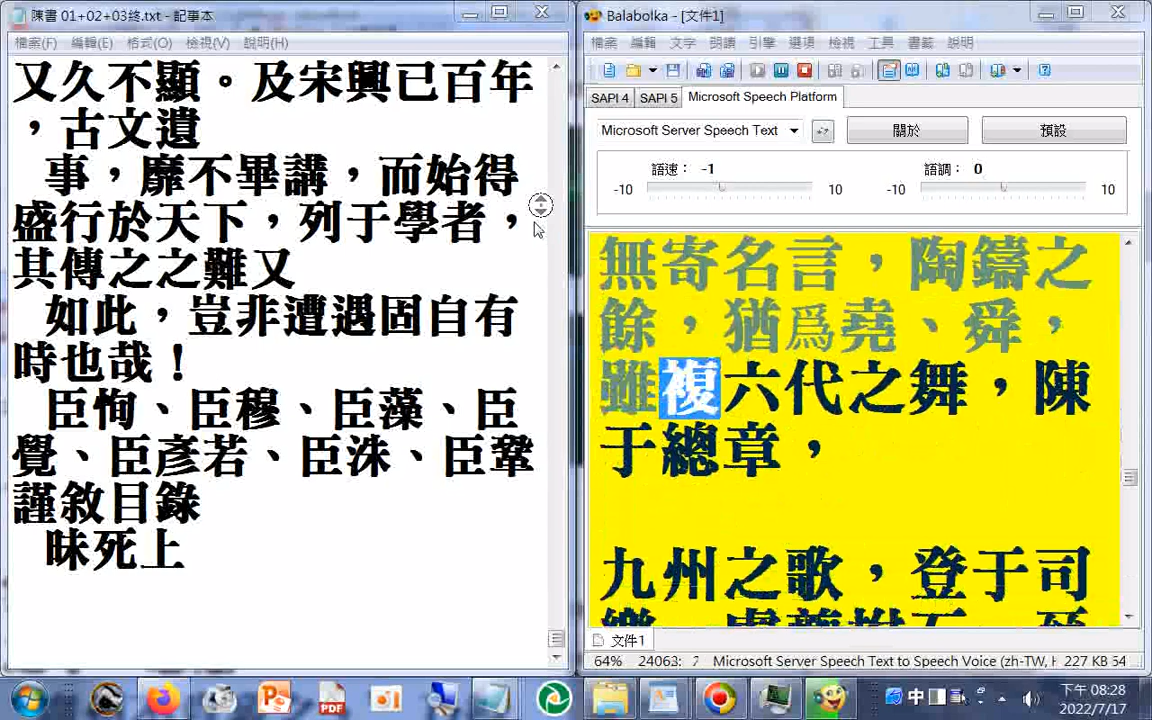 陳書 01+02+03終.txt - 記事本
檔案(F) 編輯(E) 格式(O) 檢視(V) 說明(H)
又久不顯。及宋興已百年
，古文遺
事，靡不畢講，而始得
盛行於天下，列于學者，
其傳之之難又
如此，豈非遭遇固自有
時也哉！
臣恂、臣穆、臣藻、臣
覺、臣彥若、臣洙、臣鞏
謹敘目錄
昧死上
Balabolka - [文件1]
檔案 編輯 文字 朗讀 引擎 選項 檢視 工具 書籤 說明
SAPI 4 SAPI 5 Microsoft Speech Platform
Microsoft Server Speech Text 關於 預設
語速： -1 語調： 0
-10 10 -10 10
無寄名言，陶鑄之
餘，猶爲堯、舜，
雖複六代之舞，陳
于總章，
九州之歌，登于司
文件1
64% 24063: Microsoft Server Speech Text to Speech Voice (zh-TW, 227 KB 54
PDF 中 下午 08:28
2022/7/17